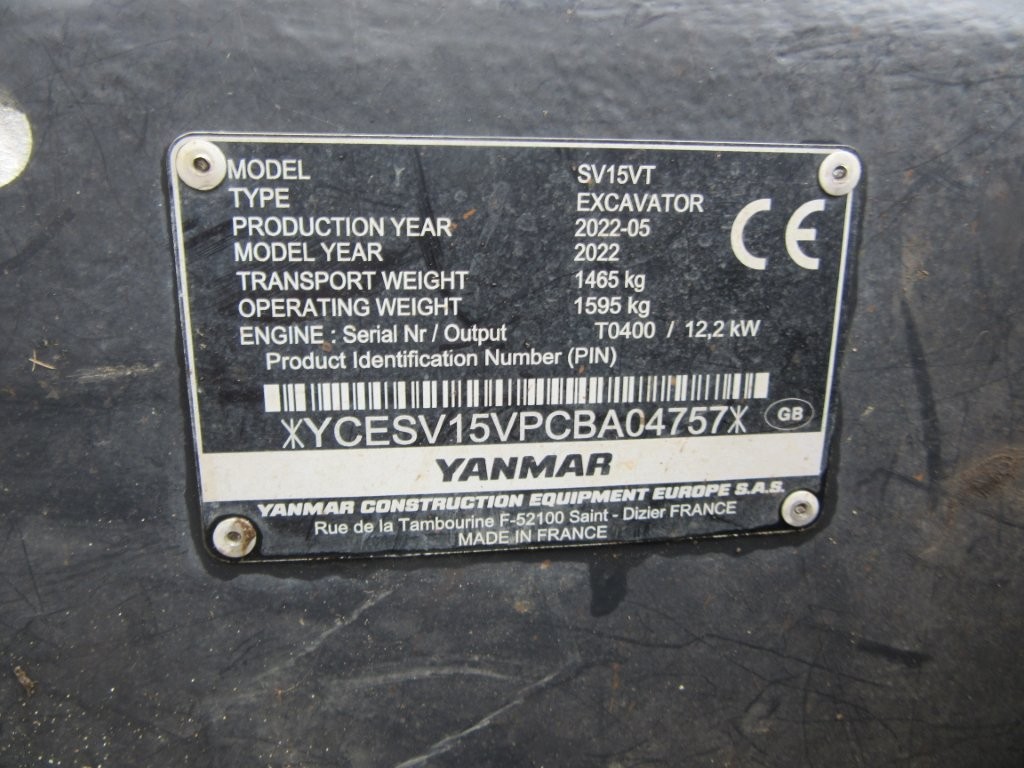 MODEL SV15VT
TYPE EXCAVATOR
PRODUCTION YEAR 2022-05
MODEL YEAR 2022
TRANSPORT WEIGHT 1465 kg
OPERATING WEIGHT 1595 kg
ENGINE : Serial Nr / Output T0400 / 12,2 kW
Product Identification Number (PIN)
*YCESV15VPCBA04757*
GB
CE
YANMAR
YANMAR CONSTRUCTION EQUIPMENT EUROPE S.A.S.
Rue de la Tambourine F-52100 Saint - Dizier FRANCE
MADE IN FRANCE